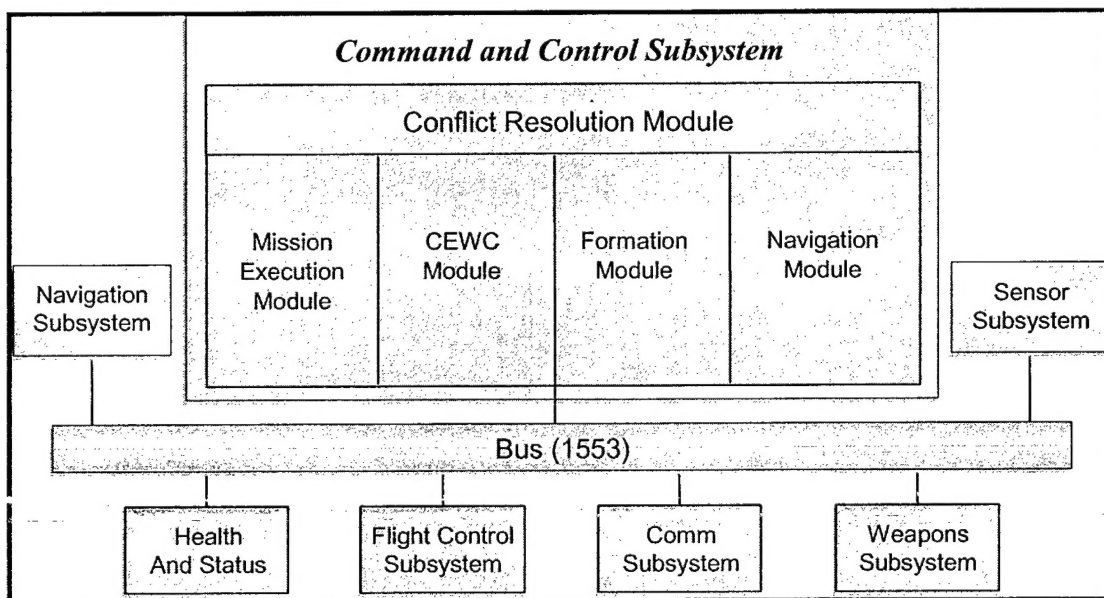 Command and Control Subsystem
Conflict Resolution Module
Mission
Execution
Module
CEWC
Module
Formation
Module
Navigation
Module
Navigation
Subsystem
Sensor
Subsystem
Bus (1553)
Health
And Status
Flight Control
Subsystem
Comm
Subsystem
Weapons
Subsystem